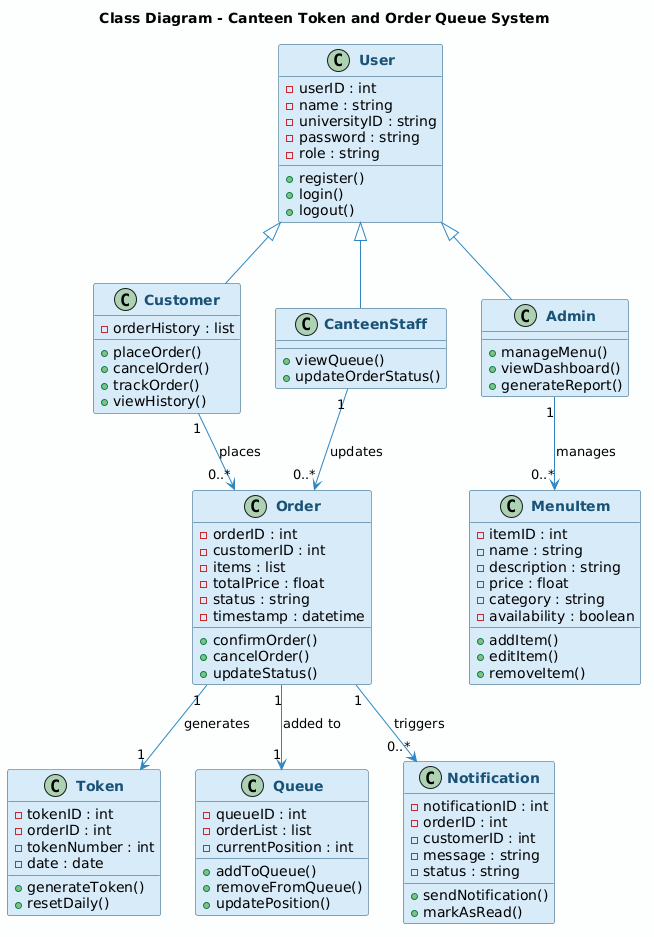 Class Diagram - Canteen Token and Order Queue System
C User
userID : int
name : string
universityID : string
password : string
role : string
register()
login()
logout()
C Customer
orderHistory : list
placeOrder()
cancelOrder()
trackOrder()
viewHistory()
C CanteenStaff
viewQueue()
updateOrderStatus()
C Admin
manageMenu()
viewDashboard()
generateReport()
1
places
0..*
1
updates
0..*
1
manages
0..*
C Order
orderID : int
customerID : int
items : list
totalPrice : float
status : string
timestamp : datetime
confirmOrder()
cancelOrder()
updateStatus()
C MenuItem
itemID : int
name : string
description : string
price : float
category : string
availability : boolean
addItem()
editItem()
removeItem()
1
generates
1
1
added to
1
1
triggers
0..*
C Token
tokenID : int
orderID : int
tokenNumber : int
date : date
generateToken()
resetDaily()
C Queue
queueID : int
orderList : list
currentPosition : int
addToQueue()
removeFromQueue()
updatePosition()
C Notification
notificationID : int
orderID : int
customerID : int
message : string
status : string
sendNotification()
markAsRead()